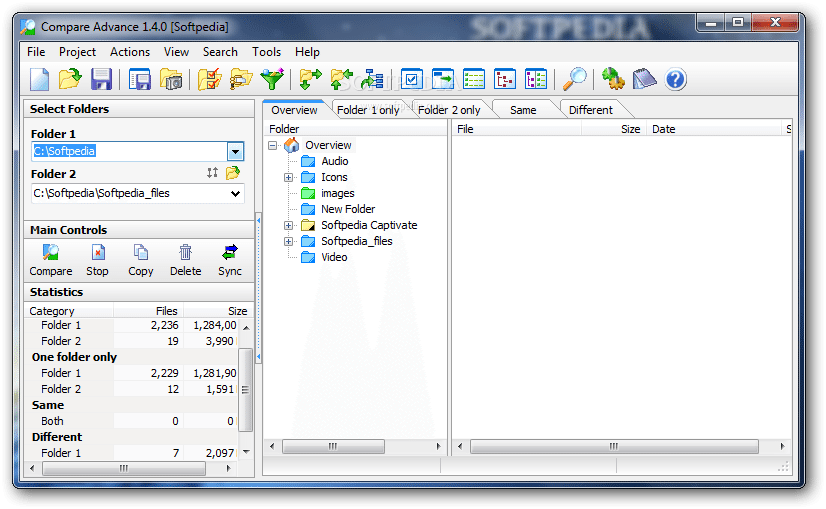 Compare Advance 1.4.0 [Softpedia]
SOFTPEDIA
File Project Actions View Search Tools Help
Select Folders
Folder 1
C:\Softpedia
Folder 2
C:\Softpedia\Softpedia_files
Main Controls
Compare Stop Copy Delete Sync
Statistics
Category Files Size
Folder 1 2,236 1,284,00
Folder 2 19 3,990
One folder only
Folder 1 2,229 1,281,90
Folder 2 12 1,591
Same
Both 0 0
Different
Folder 1 7 2,097
Overview Folder 1 only Folder 2 only Same Different
Folder
Overview
Audio
Icons
images
New Folder
Softpedia Captivate
Softpedia_files
Video
File Size Date S